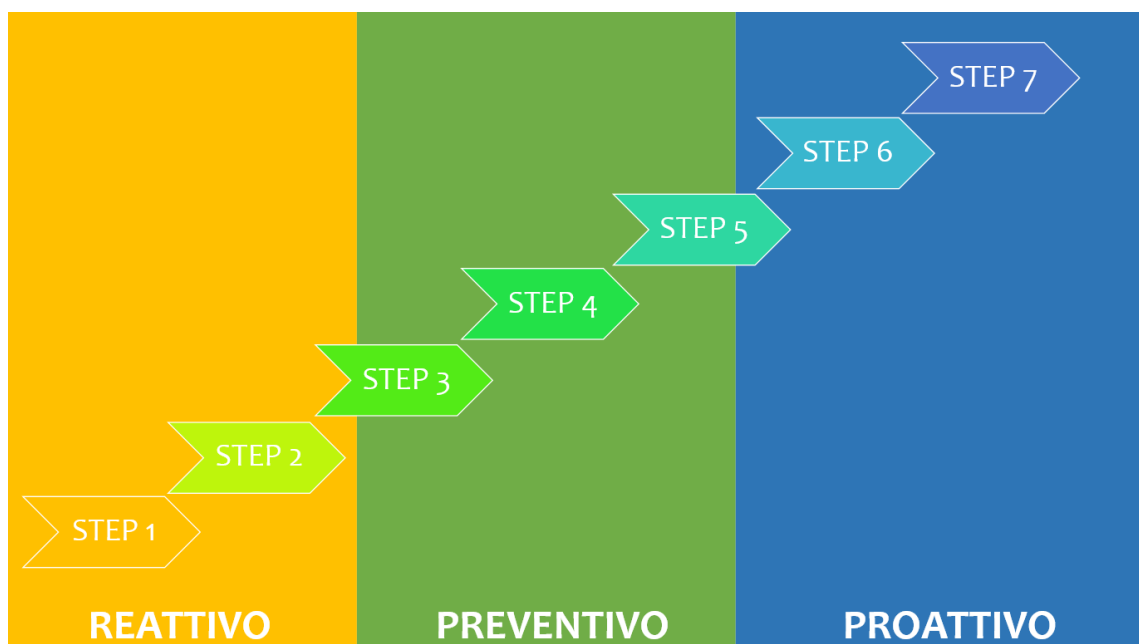 STEP 7
STEP 6
STEP 5
STEP 4
STEP 3
STEP 2
STEP 1
REATTIVO
PREVENTIVO
PROATTIVO